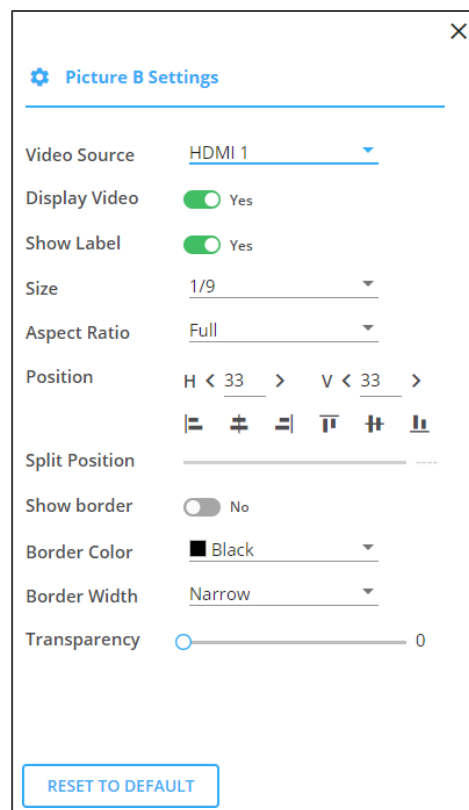 Picture B Settings
Video Source HDMI 1
Display Video Yes
Show Label Yes
Size 1/9
Aspect Ratio Full
Position H < 33 > V < 33 >
Split Position ----
Show border No
Border Color Black
Border Width Narrow
Transparency 0
RESET TO DEFAULT